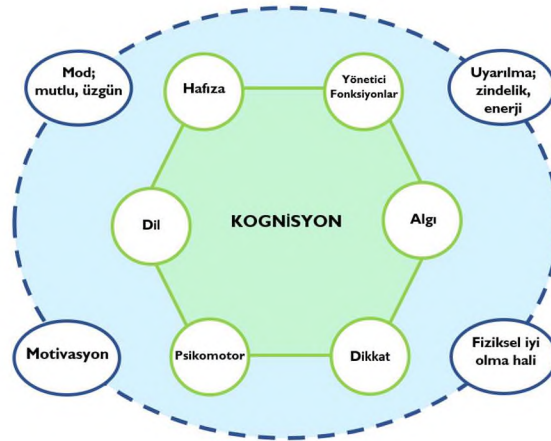 Mod;
mutlu, üzgün
Hafıza
Yönetici
Fonksiyonlar
Uyarılma;
zindelik,
enerji
Dil
KOGNİSYON
Algı
Motivasyon
Psikomotor
Dikkat
Fiziksel iyi
olma hali